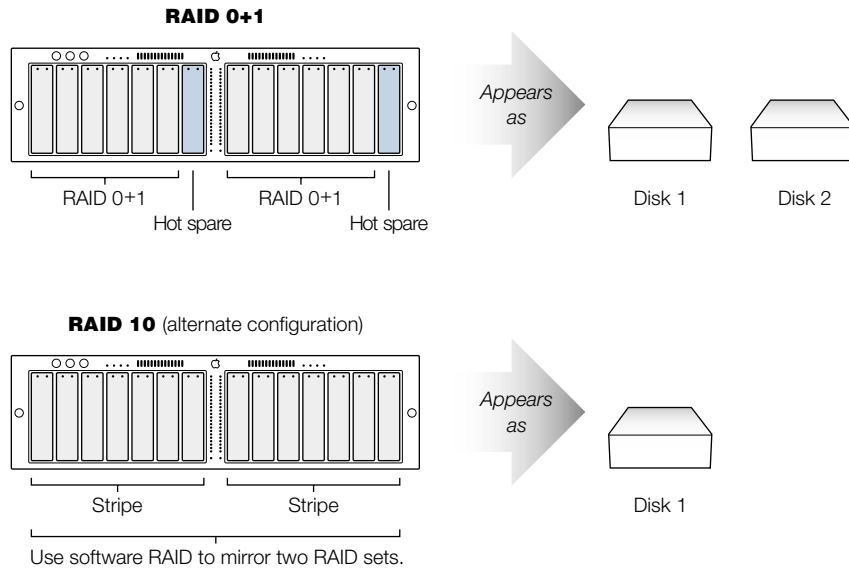 RAID 0+1
Appears
as
RAID 0+1
RAID 0+1
Hot spare
Hot spare
Disk 1
Disk 2
RAID 10 (alternate configuration)
Appears
as
Stripe
Stripe
Disk 1
Use software RAID to mirror two RAID sets.